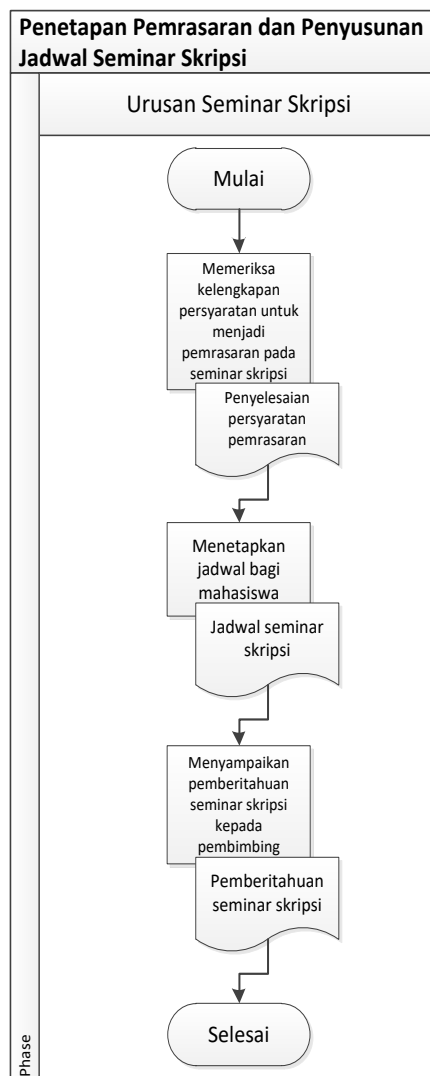 Penetapan Pemrasaran dan Penyusunan
Jadwal Seminar Skripsi
Urusan Seminar Skripsi
Mulai
Memeriksa
kelengkapan
persyaratan untuk
menjadi
pemrasaran pada
seminar skripsi
Penyelesaian
persyaratan
pemrasaran
Menetapkan
jadwal bagi
mahasiswa
Jadwal seminar
skripsi
Menyampaikan
pemberitahuan
seminar skripsi
kepada
pembimbing
Pemberitahuan
seminar skripsi
Selesai
Phase